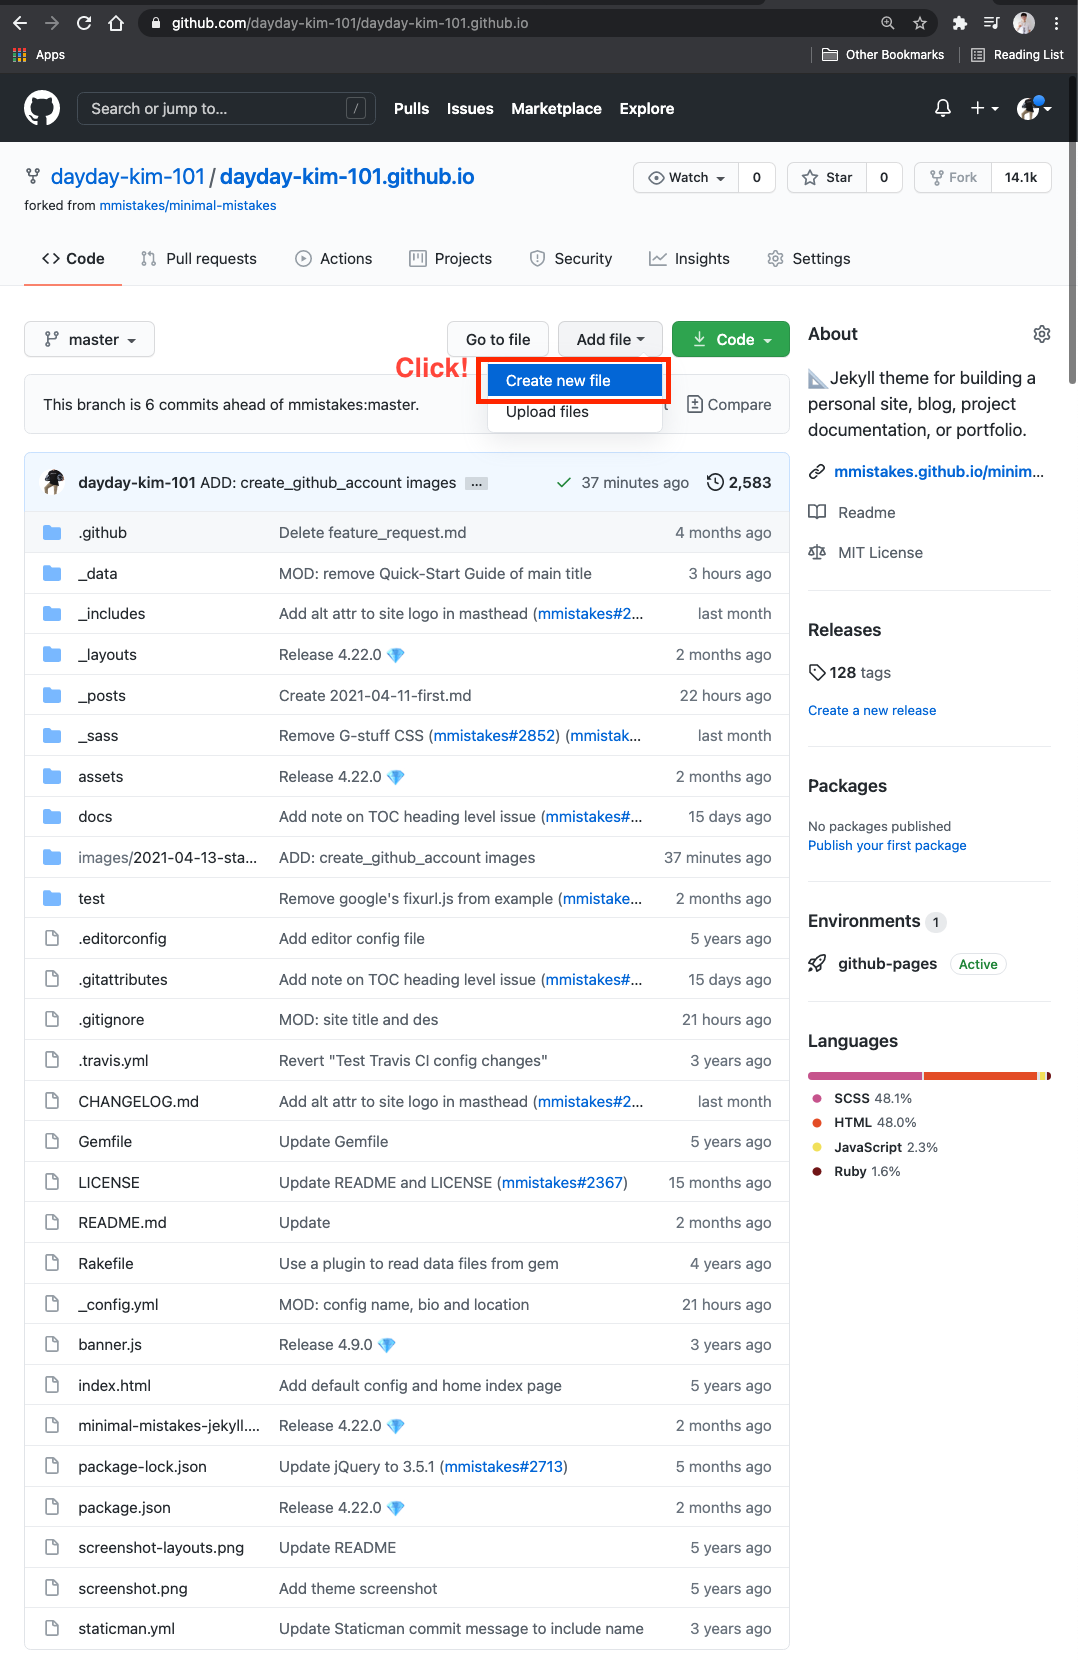 github.com/dayday-kim-101/dayday-kim-101.github.io
Apps
Other Bookmarks
Reading List
Search or jump to...
/
Pulls
Issues
Marketplace
Explore
dayday-kim-101 / dayday-kim-101.github.io
Watch 0
Star 0
Fork 14.1k
forked from mmistakes/minimal-mistakes
Code
Pull requests
Actions
Projects
Security
Insights
Settings
master
Go to file
Add file
Code
Click!
Create new file
Upload files
This branch is 6 commits ahead of mmistakes:master.
Compare
dayday-kim-101 ADD: create_github_account images ... 37 minutes ago 2,583
.github Delete feature_request.md 4 months ago
_data MOD: remove Quick-Start Guide of main title 3 hours ago
_includes Add alt attr to site logo in masthead (mmistakes#2... last month
_layouts Release 4.22.0 💎 2 months ago
_posts Create 2021-04-11-first.md 22 hours ago
_sass Remove G-stuff CSS (mmistakes#2852) (mmistak... last month
assets Release 4.22.0 💎 2 months ago
docs Add note on TOC heading level issue (mmistakes#... 15 days ago
images/2021-04-13-sta... ADD: create_github_account images 37 minutes ago
test Remove google's fixurl.js from example (mmistake... 2 months ago
.editorconfig Add editor config file 5 years ago
.gitattributes Add note on TOC heading level issue (mmistakes#... 15 days ago
.gitignore MOD: site title and des 21 hours ago
.travis.yml Revert "Test Travis CI config changes" 3 years ago
CHANGELOG.md Add alt attr to site logo in masthead (mmistakes#2... last month
Gemfile Update Gemfile 5 years ago
LICENSE Update README and LICENSE (mmistakes#2367) 15 months ago
README.md Update 2 months ago
Rakefile Use a plugin to read data files from gem 4 years ago
_config.yml MOD: config name, bio and location 21 hours ago
banner.js Release 4.9.0 💎 3 years ago
index.html Add default config and home index page 5 years ago
minimal-mistakes-jekyll.... Release 4.22.0 💎 2 months ago
package-lock.json Update jQuery to 3.5.1 (mmistakes#2713) 5 months ago
package.json Release 4.22.0 💎 2 months ago
screenshot-layouts.png Update README 5 years ago
screenshot.png Add theme screenshot 5 years ago
staticman.yml Update Staticman commit message to include name 3 years ago
About
📐Jekyll theme for building a
personal site, blog, project
documentation, or portfolio.
mmistakes.github.io/minim...
Readme
MIT License
Releases
128 tags
Create a new release
Packages
No packages published
Publish your first package
Environments 1
github-pages Active
Languages
SCSS 48.1%
HTML 48.0%
JavaScript 2.3%
Ruby 1.6%